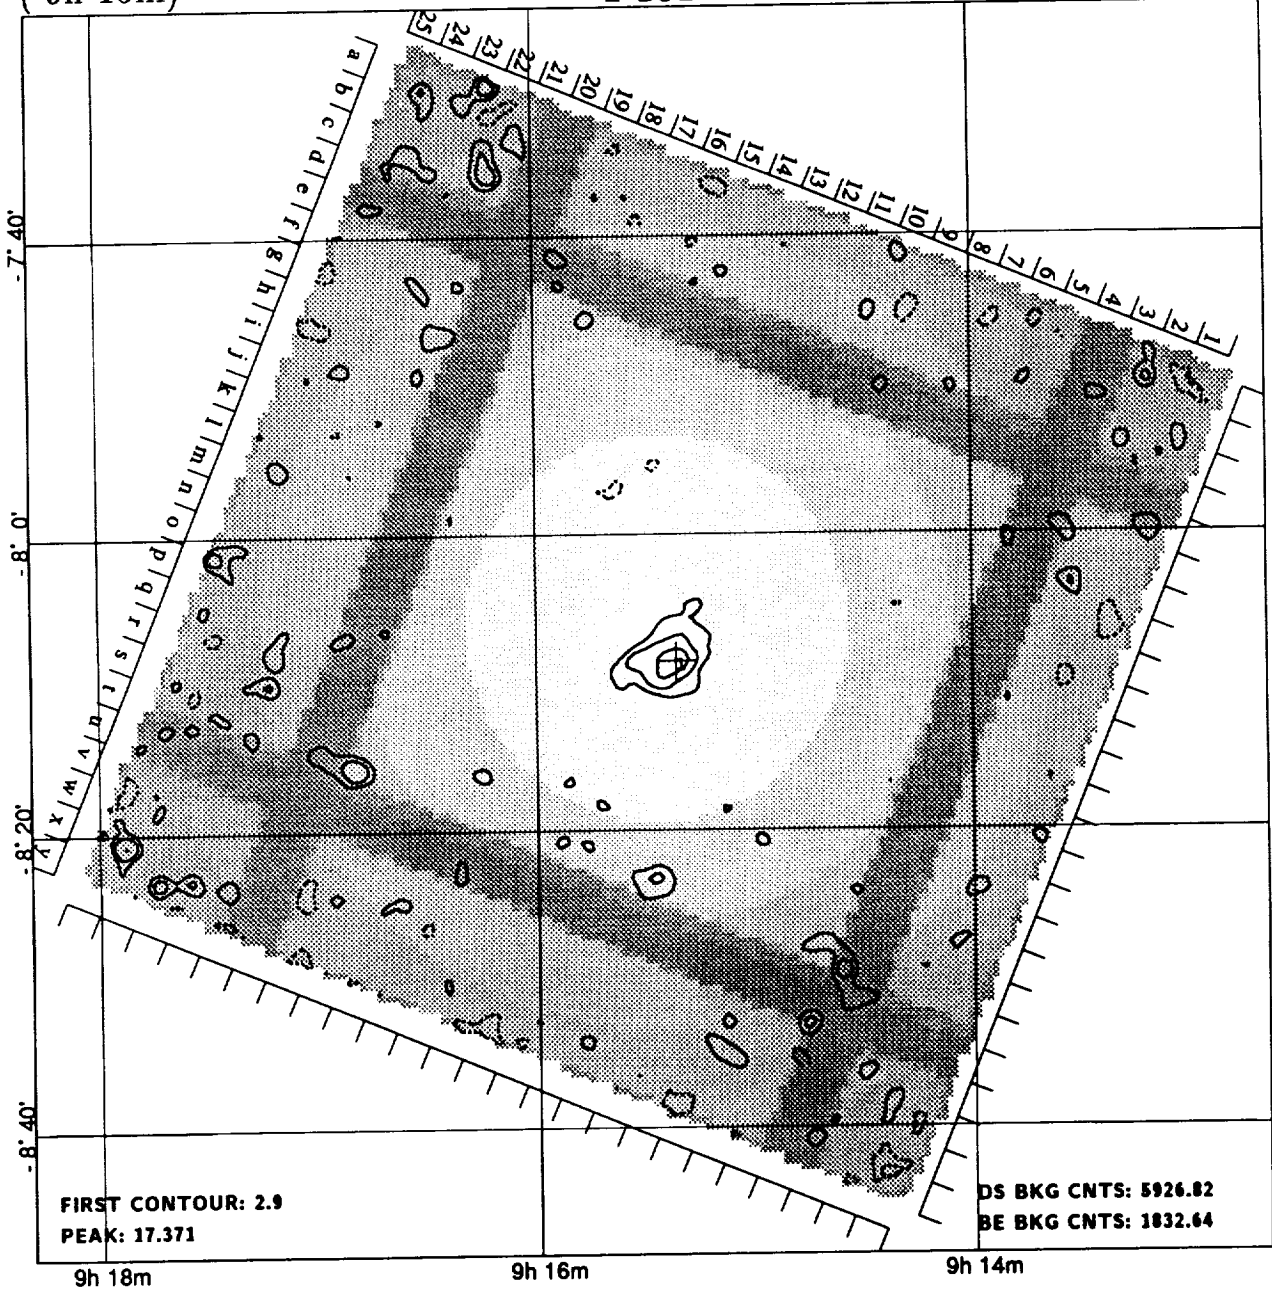 25 24 23 22 21 20 19 18 17 16 15 14 13 12 11 10 9 8 7 6 5 4 3 2 1
a b c d e f g h i j k l m n o p q r s t u v w x y
- 7° 40'
- 8° 0'
- 8° 20'
- 8° 40'
FIRST CONTOUR: 2.9
PEAK: 17.371
DS BKG CNTS: 5926.82
BE BKG CNTS: 1832.64
9h 18m 9h 16m 9h 14m